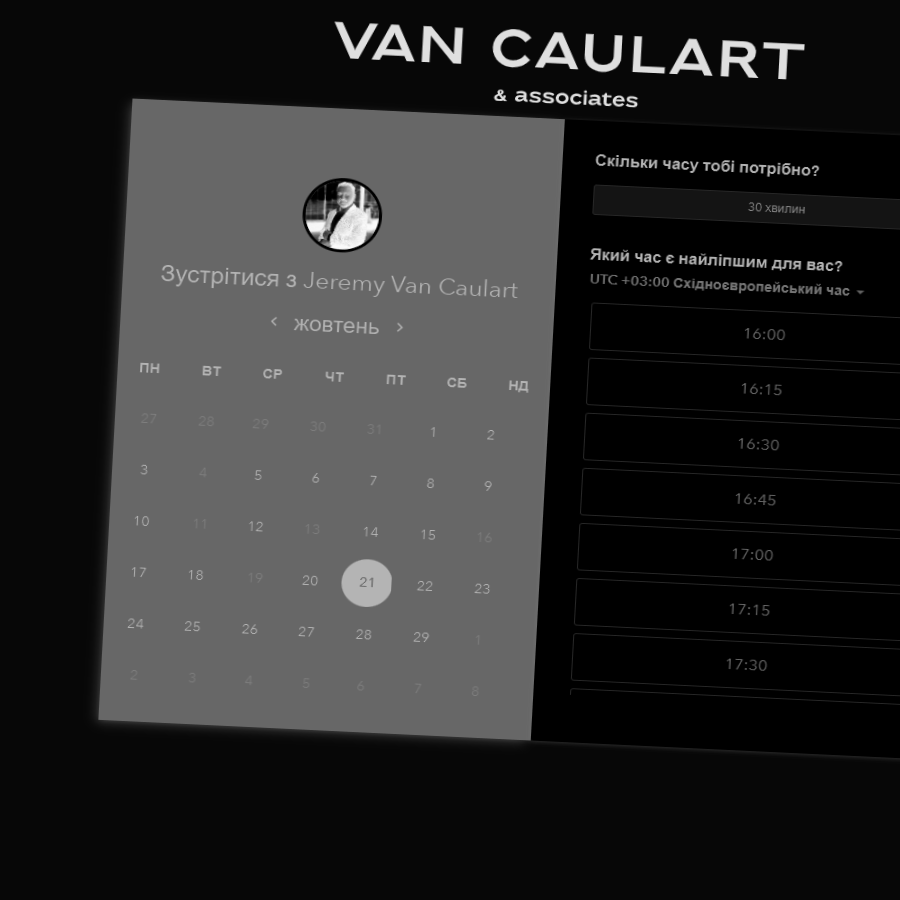 VAN CAULART
& associates
Зустрітися з Jeremy Van Caulart
‹ жовтень ›
ПН ВТ СР ЧТ ПТ СБ НД
27 28 29 30 31 1 2
3 4 5 6 7 8 9
10 11 12 13 14 15 16
17 18 19 20 21 22 23
24 25 26 27 28 29 1
2 3 4 5 6 7 8
Скільки часу тобі потрібно?
30 хвилин
Який час є найліпшим для вас?
UTC +03:00 Східноєвропейський час
16:00
16:15
16:30
16:45
17:00
17:15
17:30